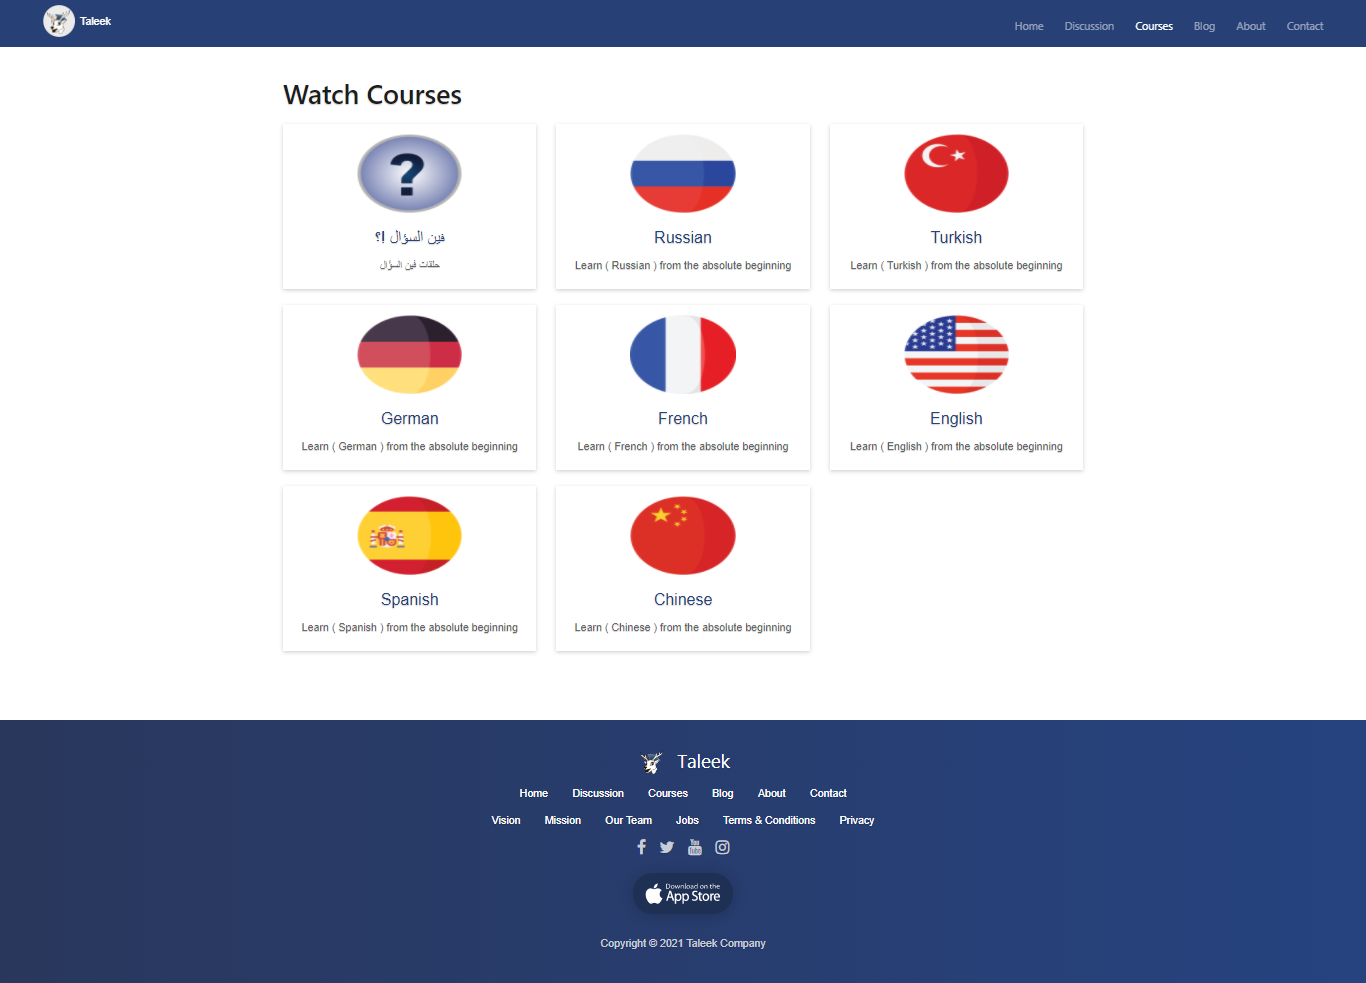 Taleek
Home Discussion Courses Blog About Contact
Watch Courses
?
فين السؤال !؟
حلقات فين السؤال
Russian
Learn ( Russian ) from the absolute beginning
Turkish
Learn ( Turkish ) from the absolute beginning
German
Learn ( German ) from the absolute beginning
French
Learn ( French ) from the absolute beginning
English
Learn ( English ) from the absolute beginning
Spanish
Learn ( Spanish ) from the absolute beginning
Chinese
Learn ( Chinese ) from the absolute beginning
Taleek
Home Discussion Courses Blog About Contact
Vision Mission Our Team Jobs Terms & Conditions Privacy
You
Tube
Download on the
App Store
Copyright © 2021 Taleek Company